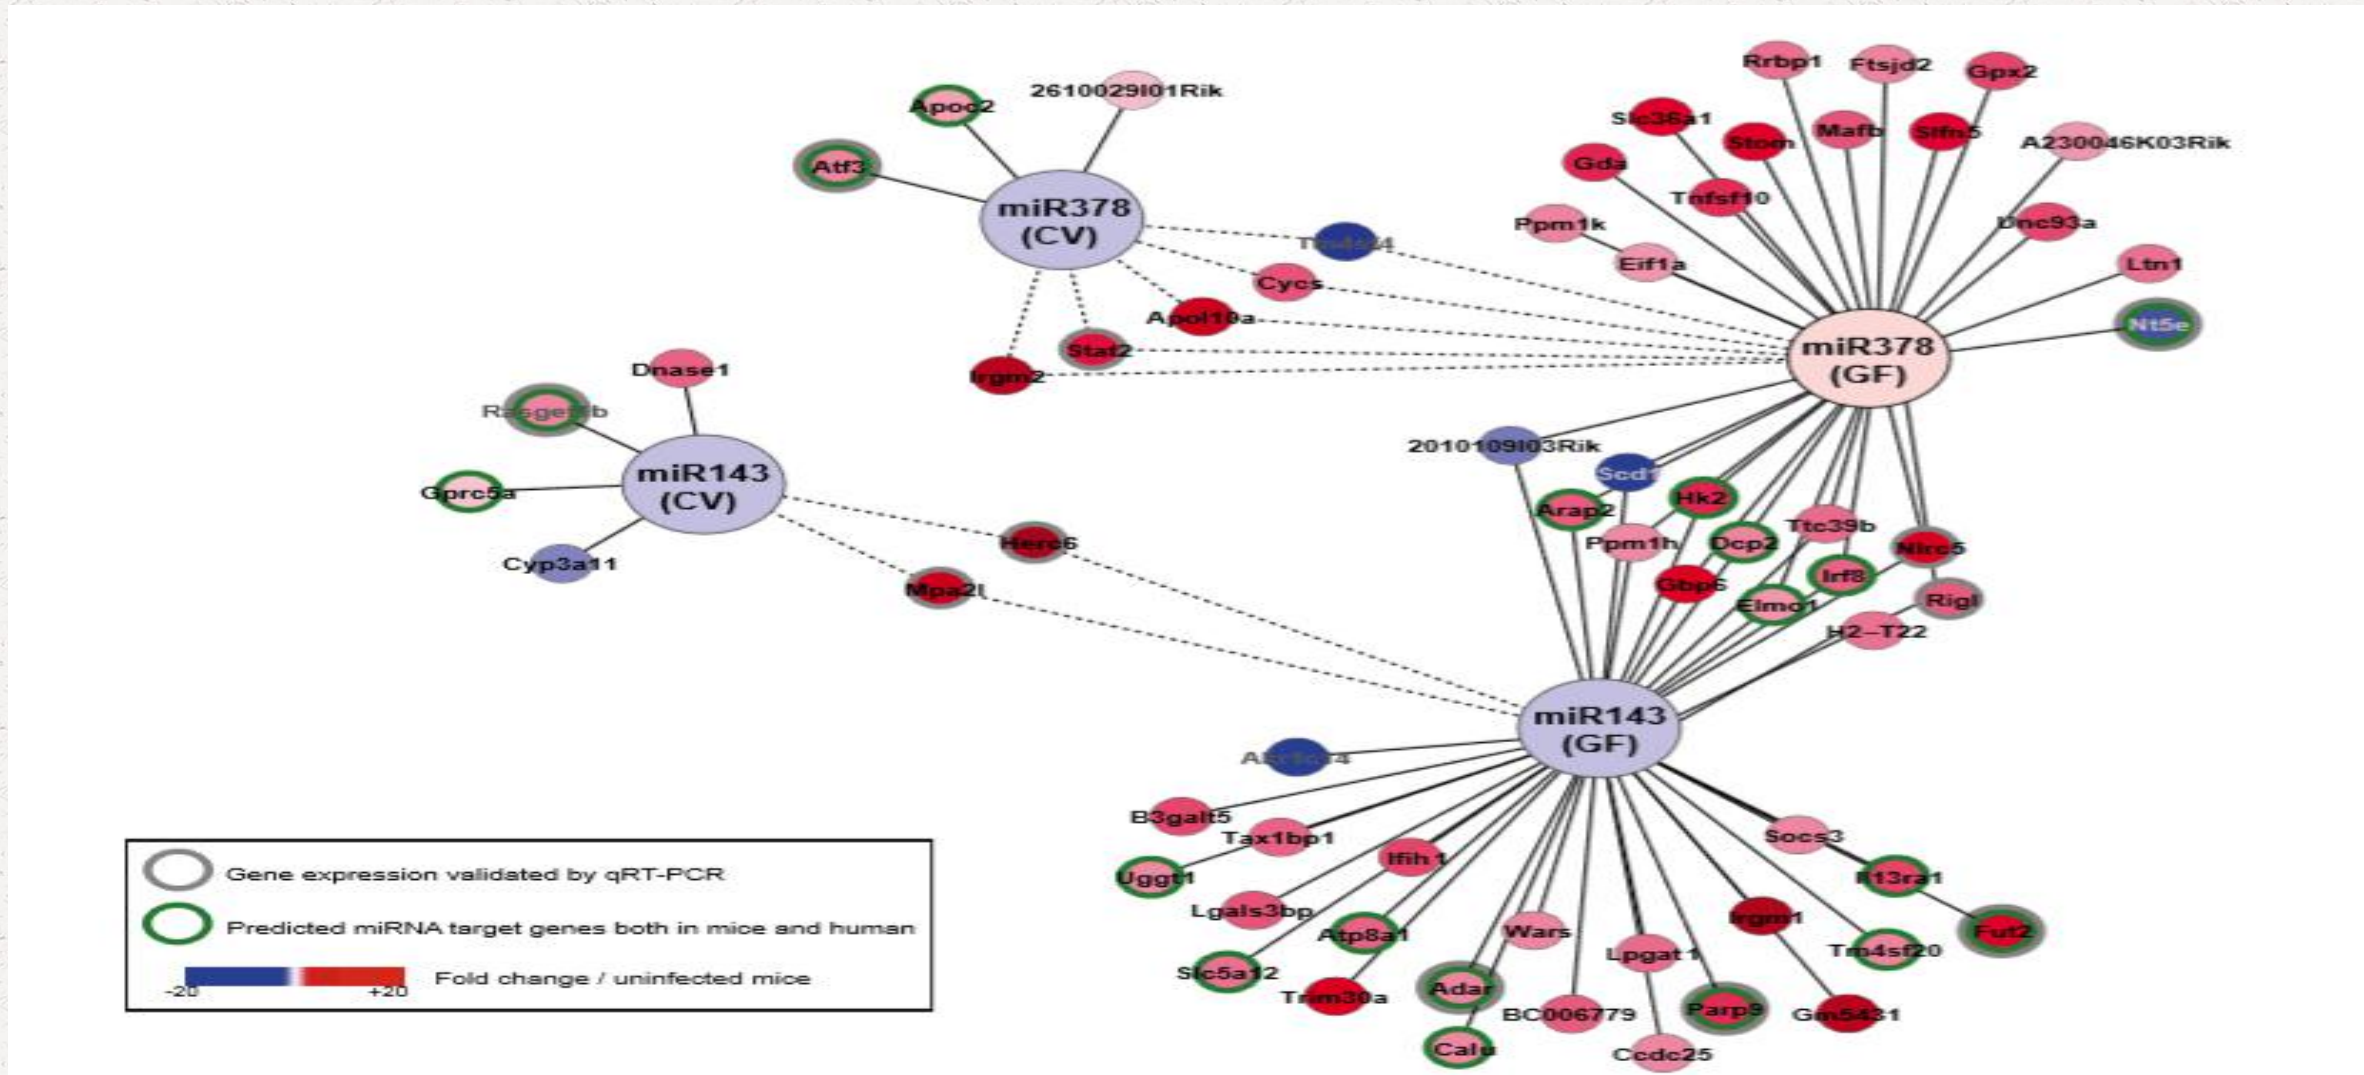 Rrbp1
Ftsjd2
Gpx2
2610029I01Rik
Apoc2
Slc36a1
Stom
Mafb
Slfn5
A230046K03Rik
Atf3
Gda
Tnfsf10
miR378
(CV)
Ppm1k
Unc93a
Eif1a
Ltn1
Cycs
Apol10a
Nt5e
Stat2
Irgm2
miR378
(GF)
Dnase1
2010109I03Rik
Gprc5a
miR143
(CV)
Scd1
Arap2
Hk2
Ttc39b
Ppm1h
Dcp2
Nlrc5
Herc6
Cyp3a11
Mpa2l
Gbp6
Irf8
Elmo1
RigI
H2-T22
miR143
(GF)
B3galt5
Tax1bp1
Ifih1
Socs3
Uggt1
Il13ra1
Lgals3bp
Atp8a1
Wars
Irgm1
Fut2
Slc5a12
Lpgat1
Tm4sf20
Trim30a
Adar
BC006779
Parp9
Gm5431
Calu
Ccdc25
Gene expression validated by qRT-PCR
Predicted miRNA target genes both in mice and human
-20
+20
Fold change / uninfected mice